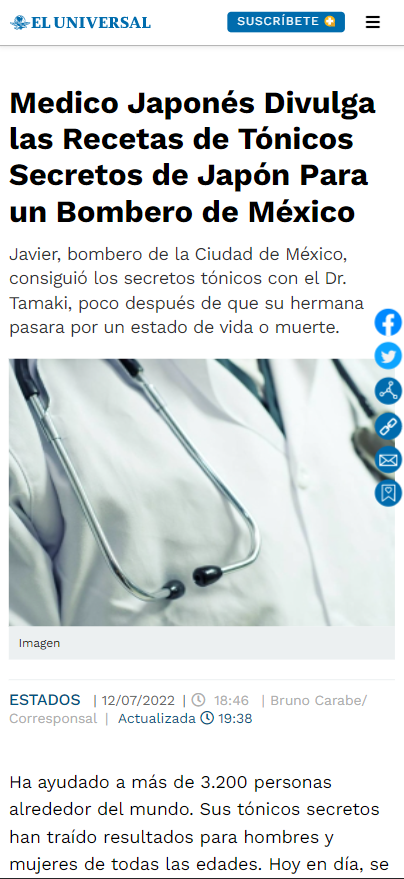 EL UNIVERSAL
SUSCRÍBETE
Medico Japonés Divulga
las Recetas de Tónicos
Secretos de Japón Para
un Bombero de México
Javier, bombero de la Ciudad de México,
consiguió los secretos tónicos con el Dr.
Tamaki, poco después de que su hermana
pasara por un estado de vida o muerte.
Imagen
ESTADOS | 12/07/2022 | 18:46 | Bruno Carabe/
Corresponsal | Actualizada 19:38
Ha ayudado a más de 3.200 personas
alrededor del mundo. Sus tónicos secretos
han traído resultados para hombres y
mujeres de todas las edades. Hoy en día, se